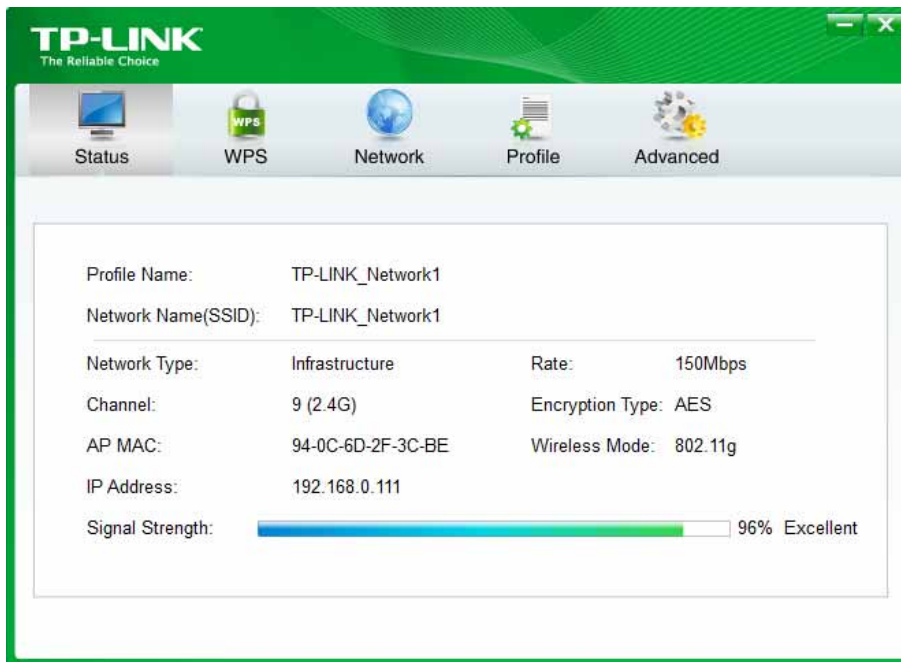 TP-LINK
The Reliable Choice
WPS
Status WPS Network Profile Advanced
Profile Name: TP-LINK_Network1
Network Name(SSID): TP-LINK_Network1
Network Type: Infrastructure Rate: 150Mbps
Channel: 9 (2.4G) Encryption Type: AES
AP MAC: 94-0C-6D-2F-3C-BE Wireless Mode: 802.11g
IP Address: 192.168.0.111
Signal Strength: 96% Excellent